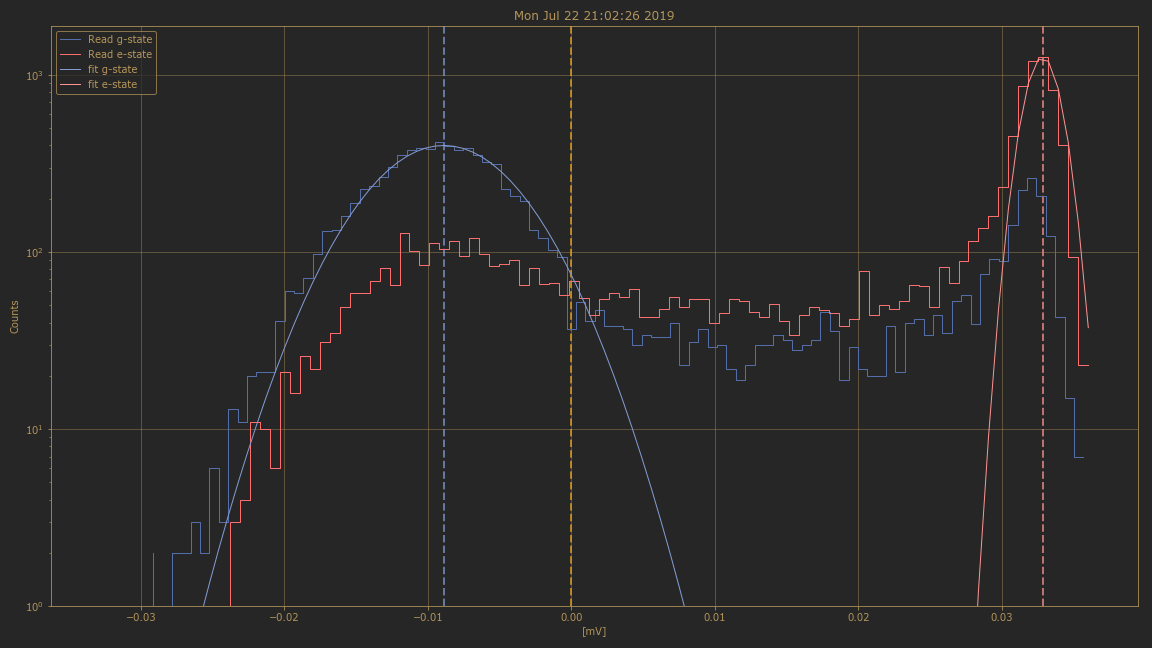 Mon Jul 22 21:02:26 2019
Read g-state
Read e-state
fit g-state
fit e-state
10³
10²
10¹
10⁰
Counts
−0.03 −0.02 −0.01 0.00 0.01 0.02 0.03
[mV]